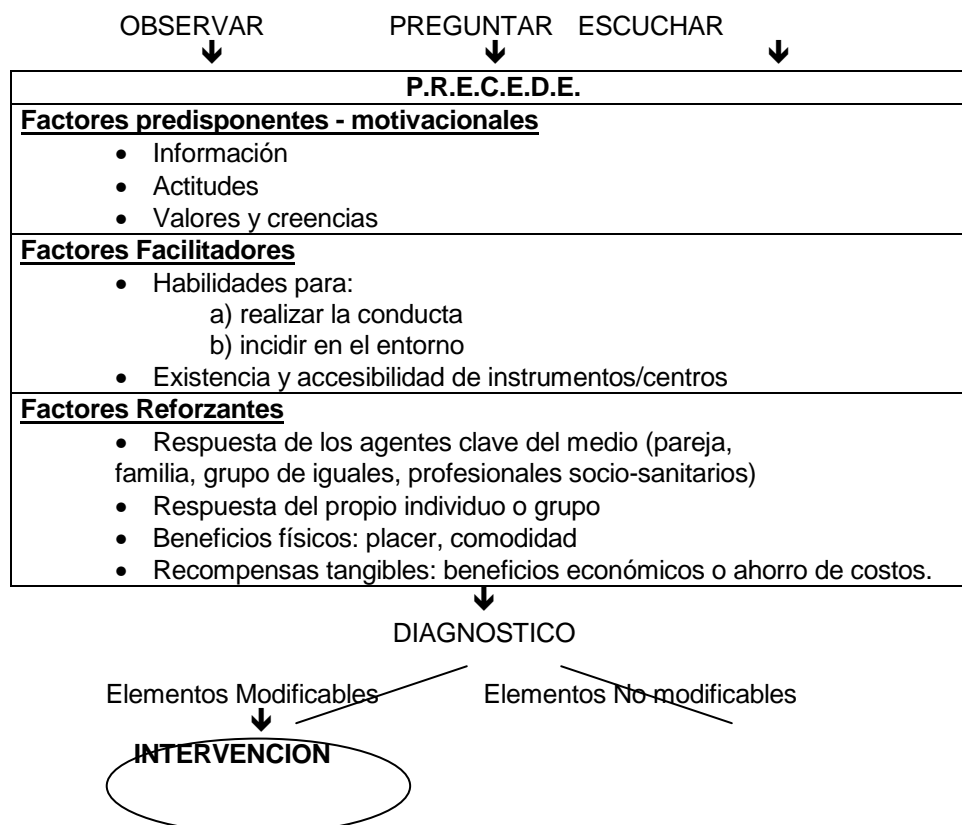 OBSERVAR PREGUNTAR ESCUCHAR
P.R.E.C.E.D.E.
Factores predisponentes - motivacionales
• Información
• Actitudes
• Valores y creencias
Factores Facilitadores
• Habilidades para:
a) realizar la conducta
b) incidir en el entorno
• Existencia y accesibilidad de instrumentos/centros
Factores Reforzantes
• Respuesta de los agentes clave del medio (pareja,
familia, grupo de iguales, profesionales socio-sanitarios)
• Respuesta del propio individuo o grupo
• Beneficios físicos: placer, comodidad
• Recompensas tangibles: beneficios económicos o ahorro de costos.
DIAGNOSTICO
Elementos Modificables Elementos No modificables
INTERVENCION